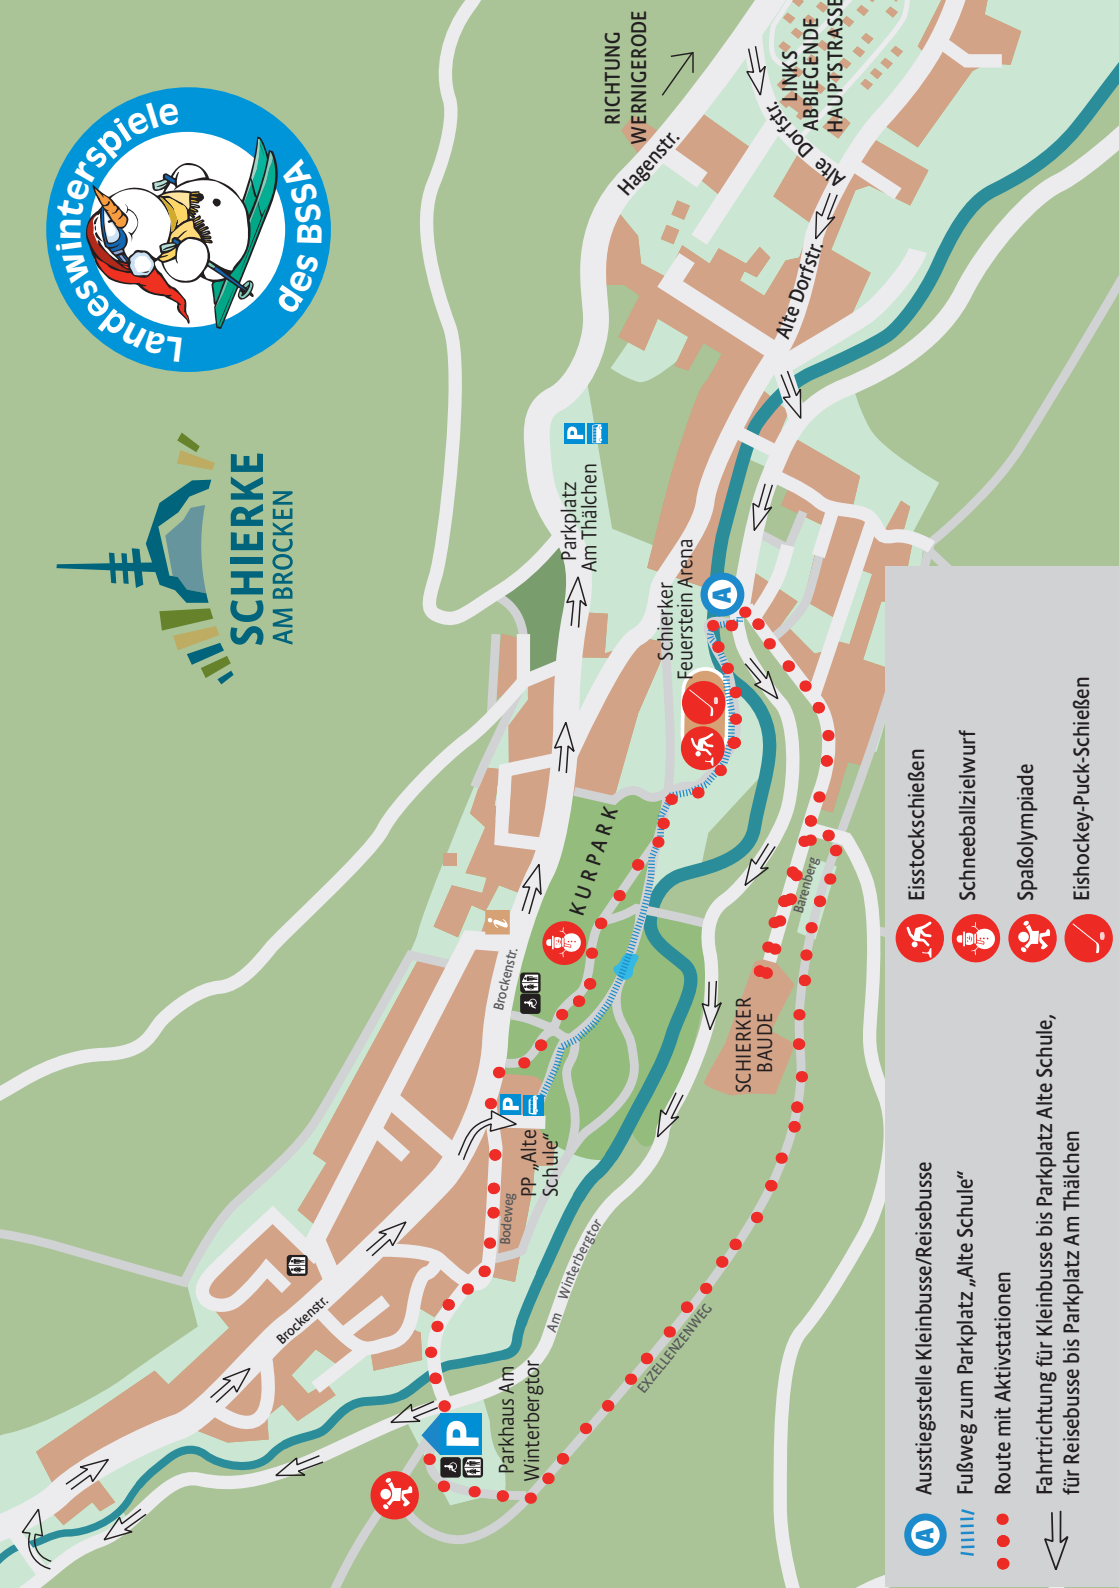 Landeswinterspiele
des BSSA
SCHIERKE
AM BROCKEN
RICHTUNG
WERNIGERODE
LINKS
ABBIEGENDE
HAUPTSTRASSE
Hagenstr.
Alte Dorfstr.
Alte Dorfstr.
P
Parkplatz
Am Thälchen
Schierker
Feuerstein Arena
A
KURPARK
i
Brockenstr.
Bärenberg
SCHIERKER
BAUDE
P
PP „Alte
Schule“
Bodeweg
Brockenstr.
Am Winterbergtor
EXZELLENZENWEG
P
Parkhaus Am
Winterbergtor
A
Ausstiegsstelle Kleinbusse/Reisebusse
Fußweg zum Parkplatz „Alte Schule“
Route mit Aktivstationen
Fahrtrichtung für Kleinbusse bis Parkplatz Alte Schule,
für Reisebusse bis Parkplatz Am Thälchen
Eisstockschießen
Schneeballzielwurf
Spaßolympiade
Eishockey-Puck-Schießen